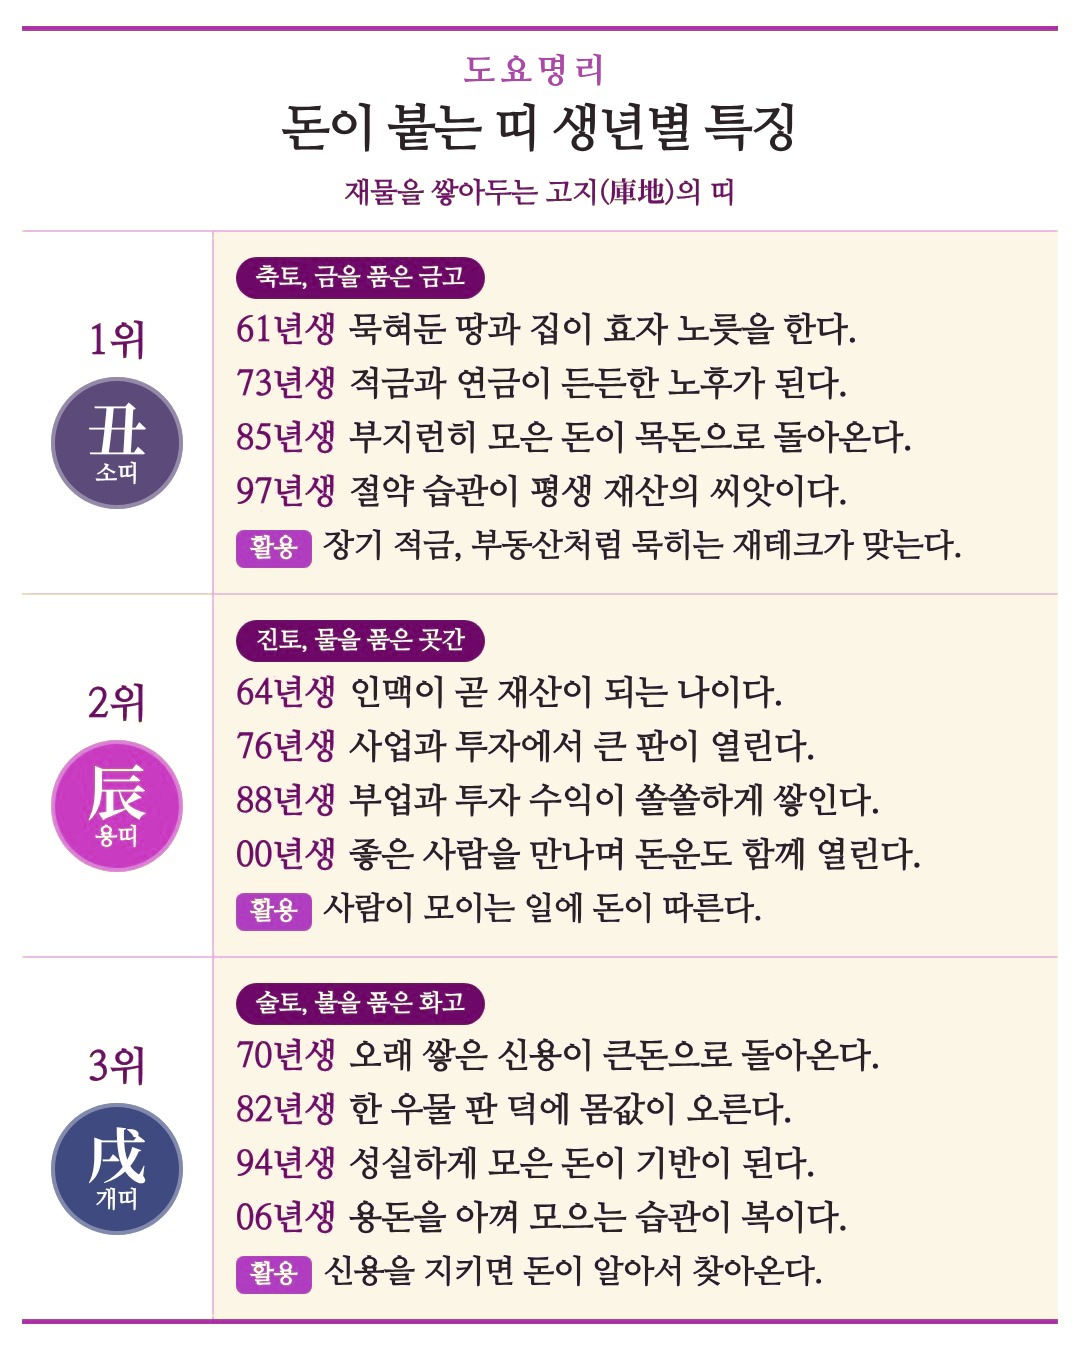 도요명리
돈이 붙는 띠 생년별 특징
재물을 쌓아두는 고지(庫地)의 띠
1위
丑
소띠
축토, 금을 품은 금고
61년생 묵혀둔 땅과 집이 효자 노릇을 한다.
73년생 적금과 연금이 든든한 노후가 된다.
85년생 부지런히 모은 돈이 목돈으로 돌아온다.
97년생 절약 습관이 평생 재산의 씨앗이다.
활용 장기 적금, 부동산처럼 묵히는 재테크가 맞는다.
2위
辰
용띠
진토, 물을 품은 곳간
64년생 인맥이 곧 재산이 되는 나이다.
76년생 사업과 투자에서 큰 판이 열린다.
88년생 부업과 투자 수익이 쏠쏠하게 쌓인다.
00년생 좋은 사람을 만나며 돈운도 함께 열린다.
활용 사람이 모이는 일에 돈이 따른다.
3위
戌
개띠
술토, 불을 품은 화고
70년생 오래 쌓은 신용이 큰돈으로 돌아온다.
82년생 한 우물 판 덕에 몸값이 오른다.
94년생 성실하게 모은 돈이 기반이 된다.
06년생 용돈을 아껴 모으는 습관이 복이다.
활용 신용을 지키면 돈이 알아서 찾아온다.